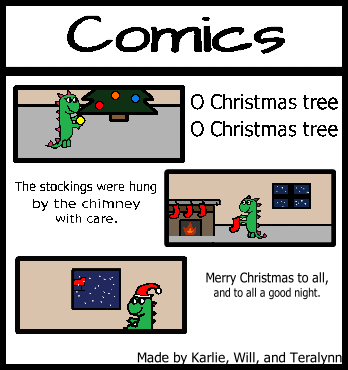 Comics
O Christmas tree
O Christmas tree
The stockings were hung
by the chimney
with care.
Merry Christmas to all,
and to all a good night.
Made by Karlie, Will, and Teralynn